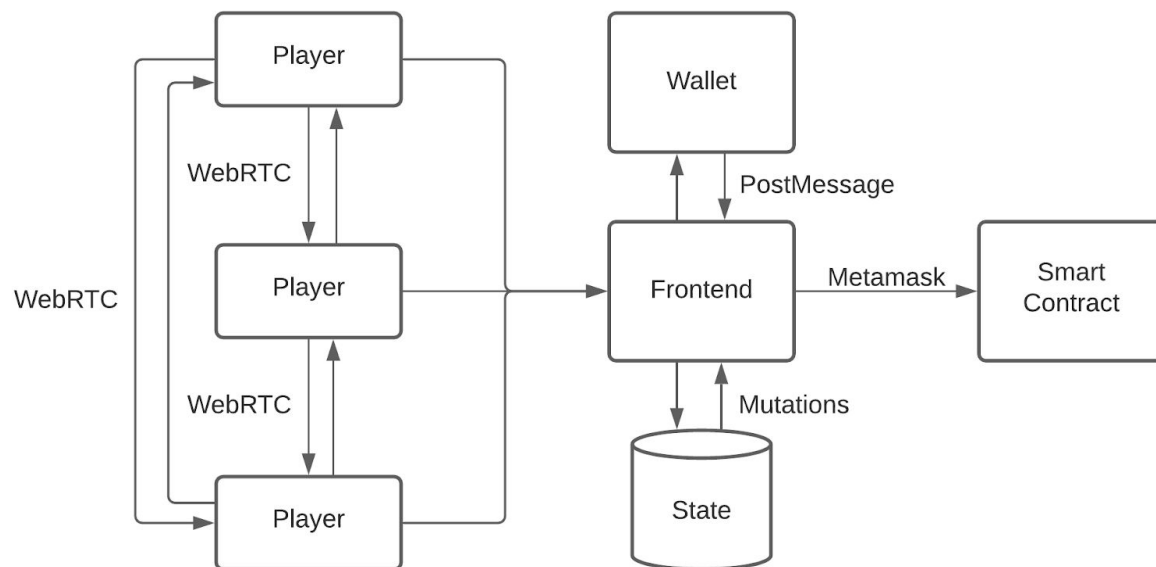 Player
Wallet
WebRTC
PostMessage
Player
Frontend
Metamask
Smart
Contract
WebRTC
WebRTC
Mutations
Player
State